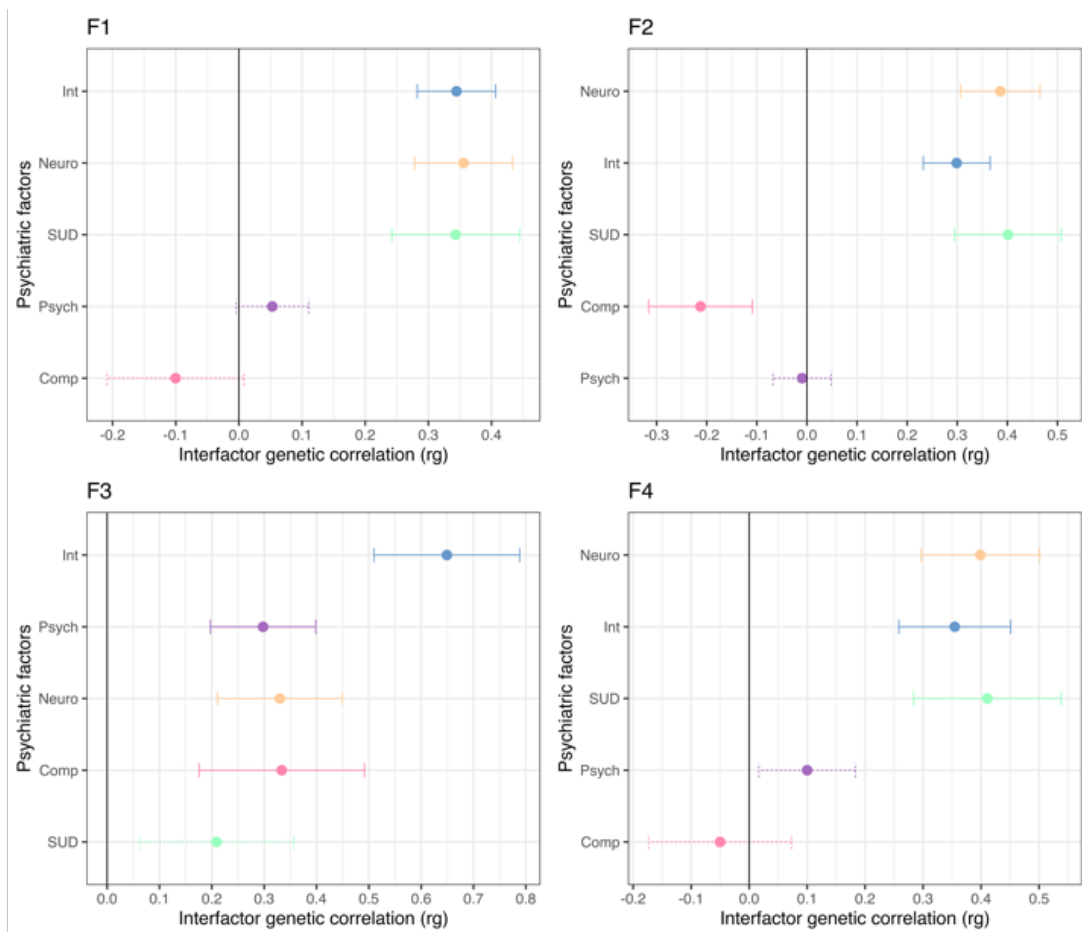 F1
Psychiatric factors
Int
Neuro
SUD
Psych
Comp
-0.2 -0.1 0.0 0.1 0.2 0.3 0.4
Interfactor genetic correlation (rg)
F2
Psychiatric factors
Neuro
Int
SUD
Comp
Psych
-0.3 -0.2 -0.1 0.0 0.1 0.2 0.3 0.4 0.5
Interfactor genetic correlation (rg)
F3
Psychiatric factors
Int
Psych
Neuro
Comp
SUD
0.0 0.1 0.2 0.3 0.4 0.5 0.6 0.7 0.8
Interfactor genetic correlation (rg)
F4
Psychiatric factors
Neuro
Int
SUD
Psych
Comp
-0.2 -0.1 0.0 0.1 0.2 0.3 0.4 0.5
Interfactor genetic correlation (rg)